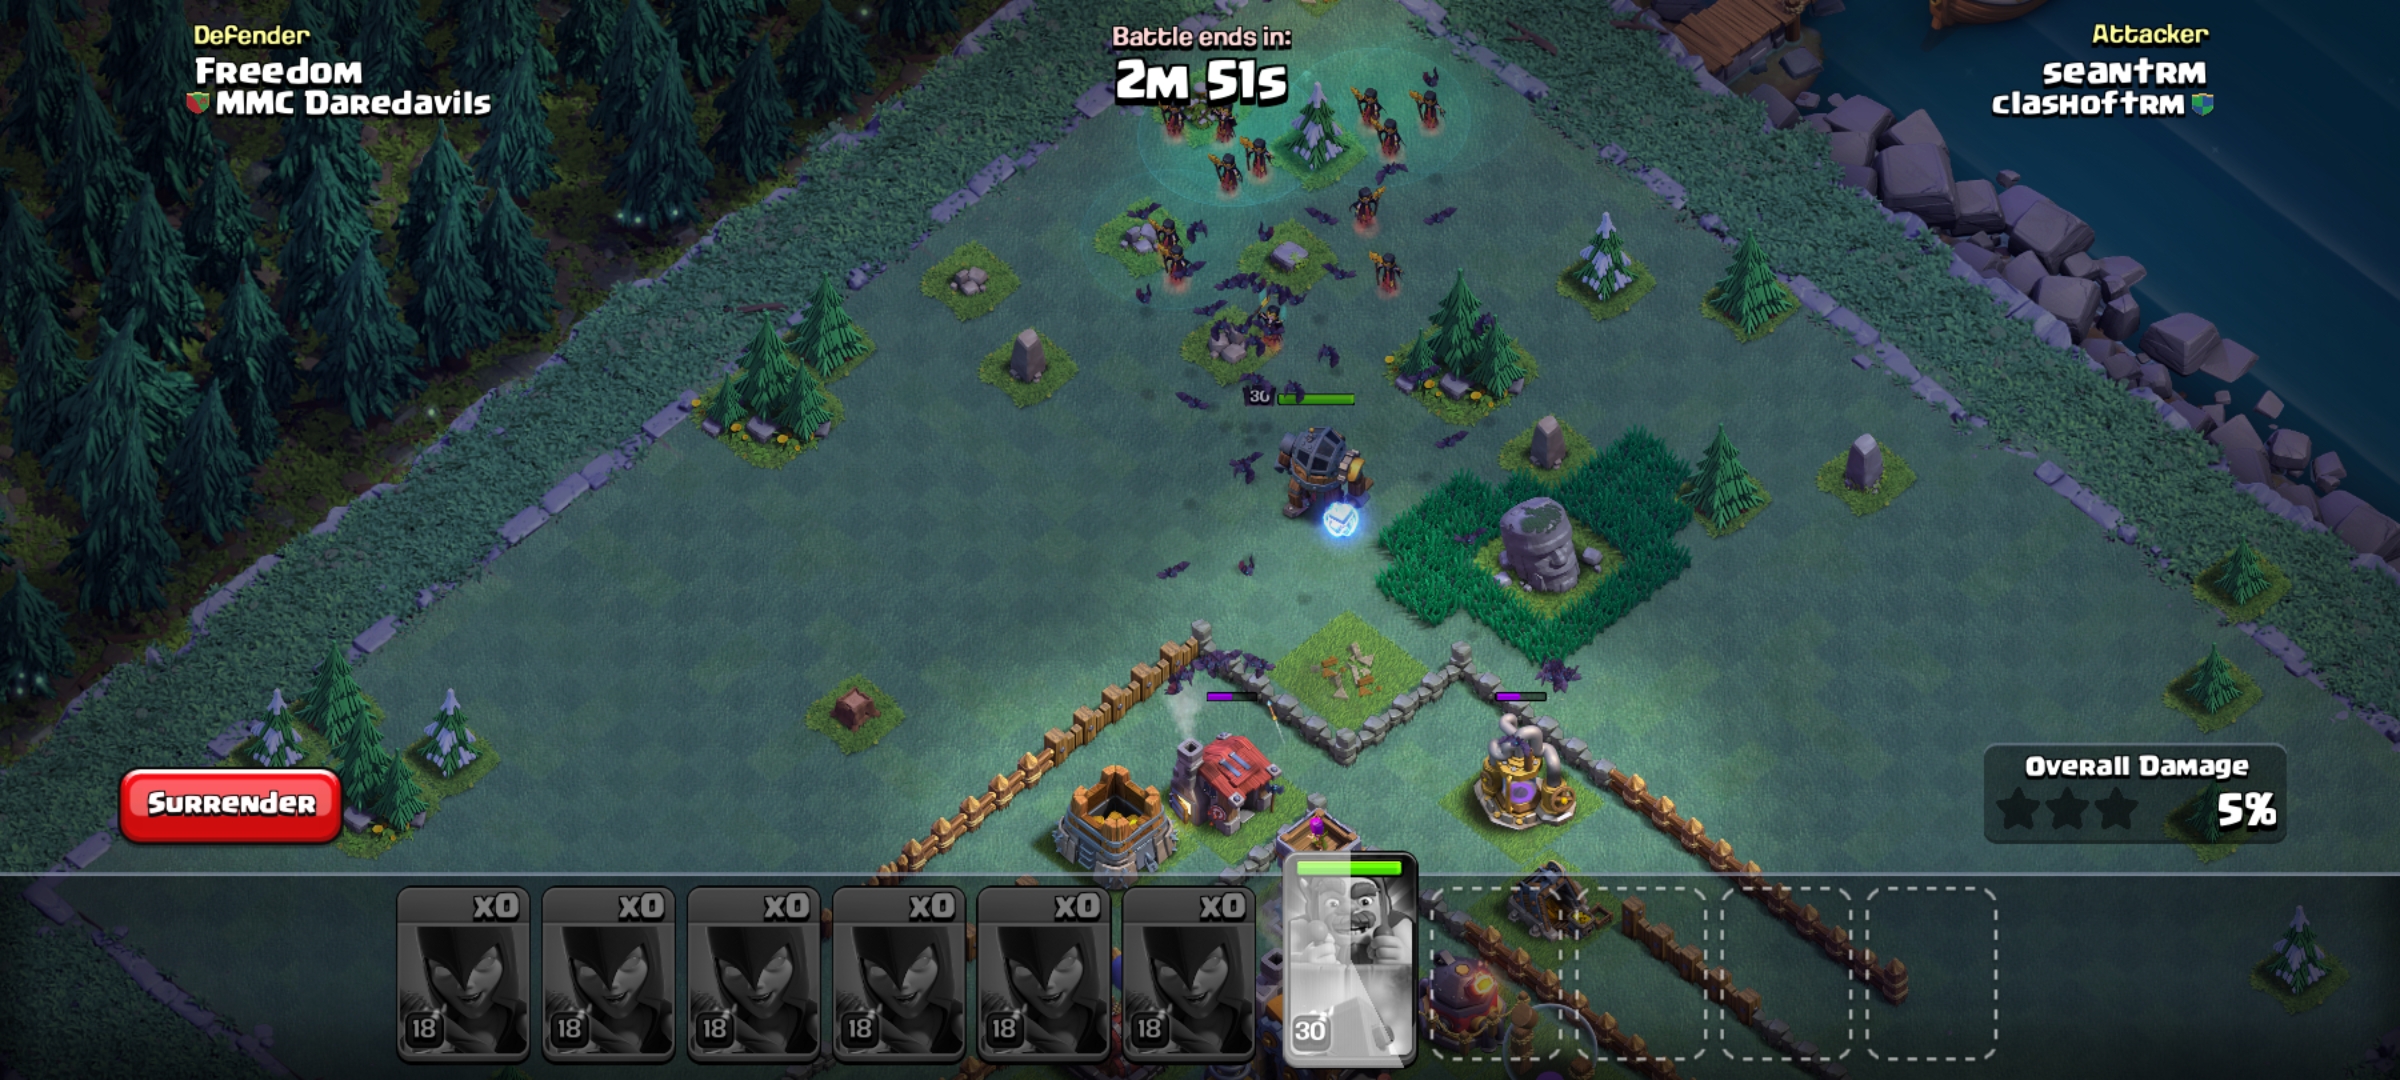 Defender
Freedom
MMC Daredavils
Battle ends in:
2M 51s
Attacker
seantrm
clashoftrm
30
Surrender
Overall Damage
5%
x0
x0
x0
x0
x0
x0
18
18
18
18
18
18
30